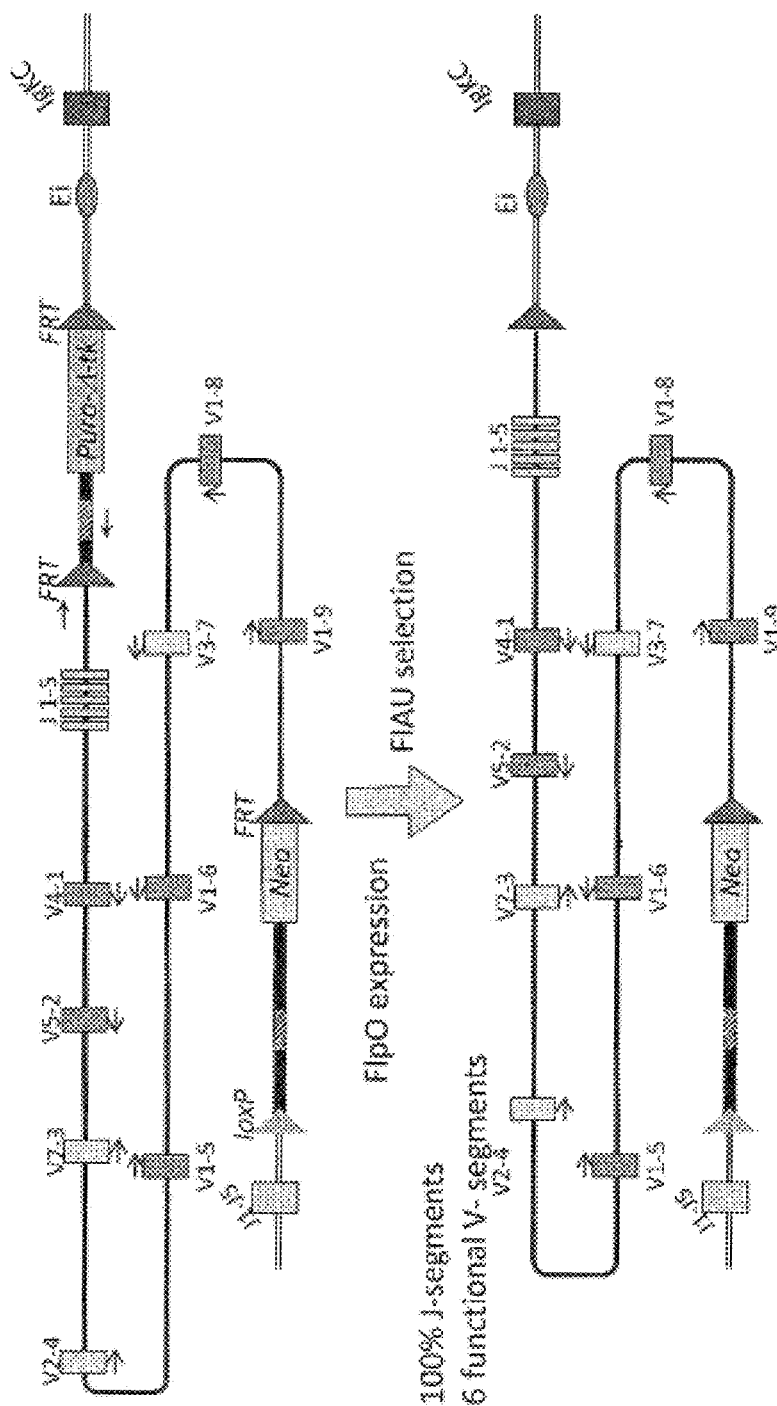 IgKC
Ei
FRT
Puro-Δ-tk
FRT
J 1-5
V4-1
V5-2
V2-3
V2-4
V1-8
V3-7
V1-6
V1-5
V1-9
FRT
Neo
loxP
J1-J5
FlpO expression
FIAU selection
100% J-segments
6 functional V- segments
IgKC
Ei
J 1-5
V4-1
V5-2
V2-3
V2-4
V1-8
V3-7
V1-6
V1-5
V1-9
Neo
J1-J5